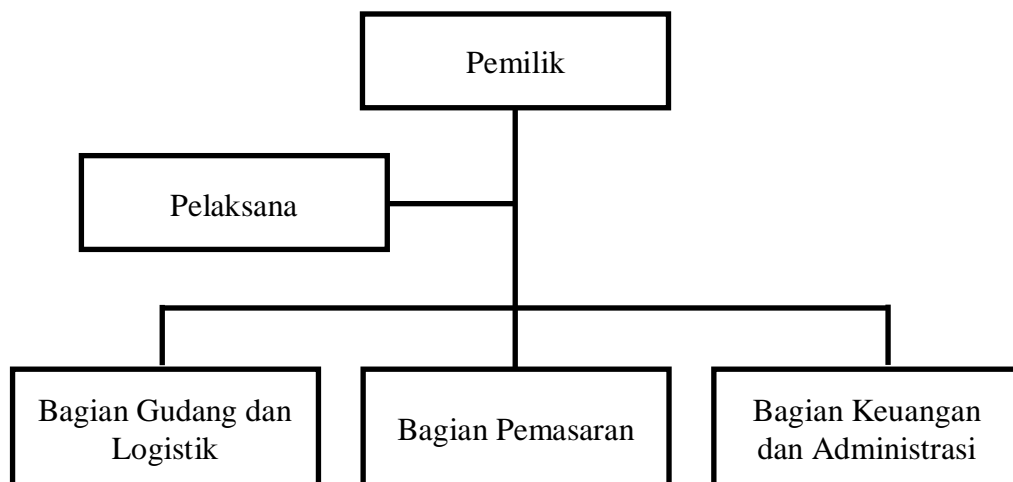 Pemilik
Pelaksana
Bagian Gudang dan
Logistik
Bagian Pemasaran
Bagian Keuangan
dan Administrasi